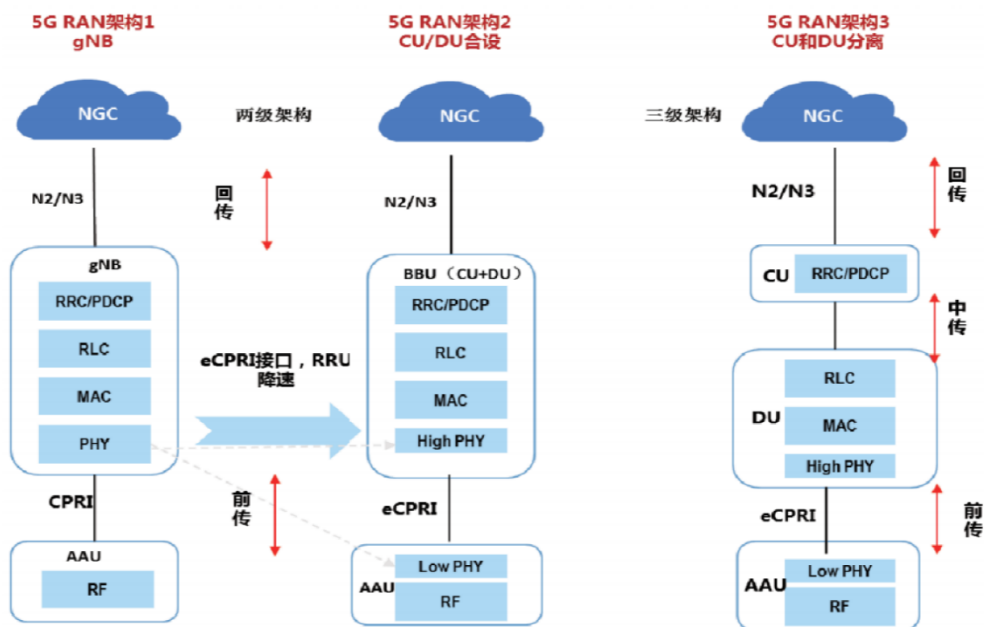 5G RAN架构1
gNB
5G RAN架构2
CU/DU合设
5G RAN架构3
CU和DU分离
NGC
两级架构
NGC
三级架构
NGC
N2/N3
回传
N2/N3
N2/N3
回传
gNB
RRC/PDCP
RLC
MAC
PHY
eCPRI接口，RRU
降速
BBU（CU+DU）
RRC/PDCP
RLC
MAC
High PHY
CU
RRC/PDCP
中传
DU
RLC
MAC
High PHY
CPRI
前传
eCPRI
eCPRI
前传
AAU
RF
AAU
Low PHY
RF
AAU
Low PHY
RF